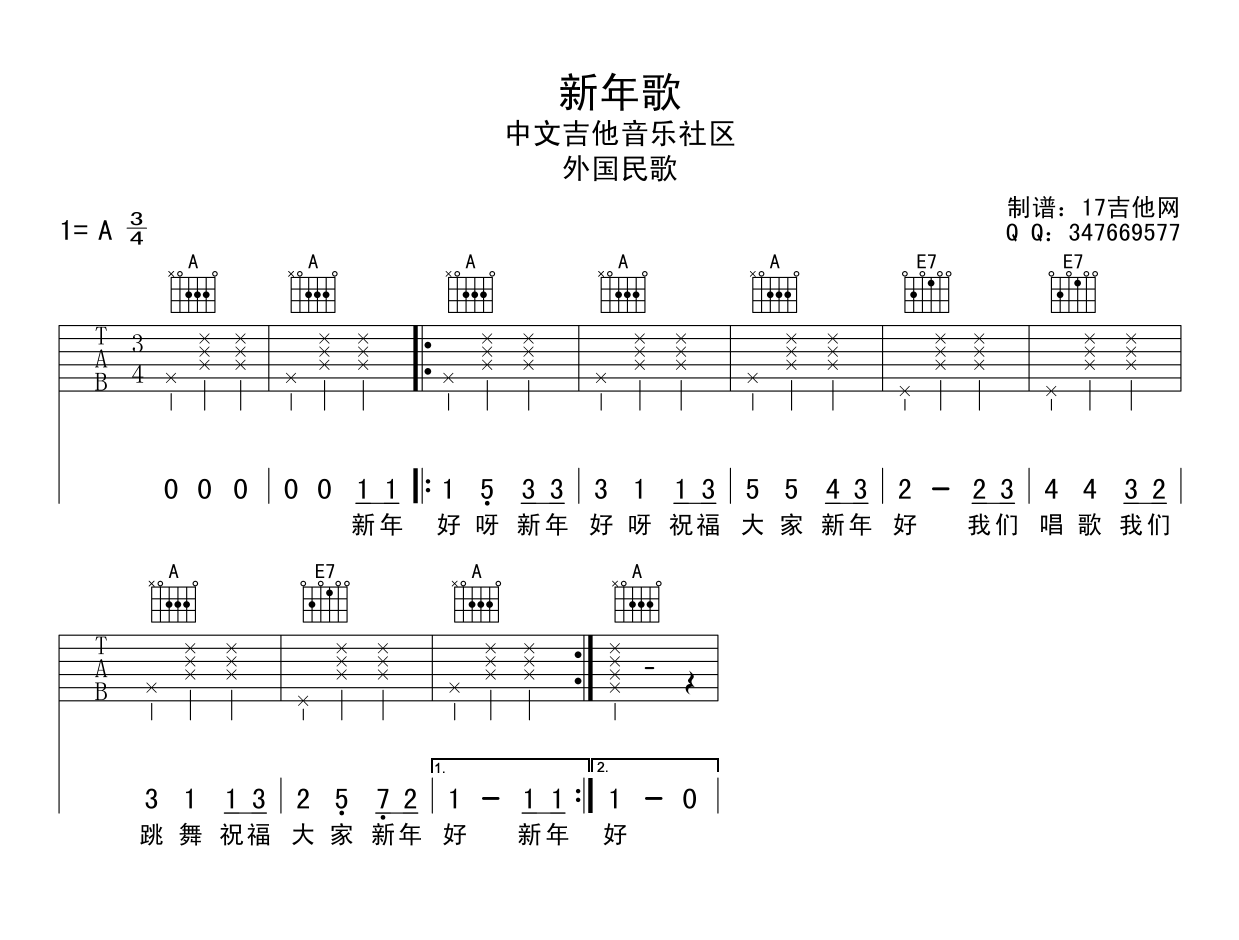 新年歌
中文吉他音乐社区
外国民歌
制谱：17吉他网
1= A 3/4
Q Q：347669577
A A A A A E7 E7
T A B 3 4
0 0 0 0 0 1 1 1 5 3 3 3 1 1 3 5 5 4 3 2 – 2 3 4 4 3 2
新年 好 呀 新年 好 呀 祝福 大 家 新年 好 我们 唱 歌 我们
A E7 A A
T A B
1. 2.
3 1 1 3 2 5 7 2 1 – 1 1 1 – 0
跳 舞 祝福 大 家 新年 好 新年 好